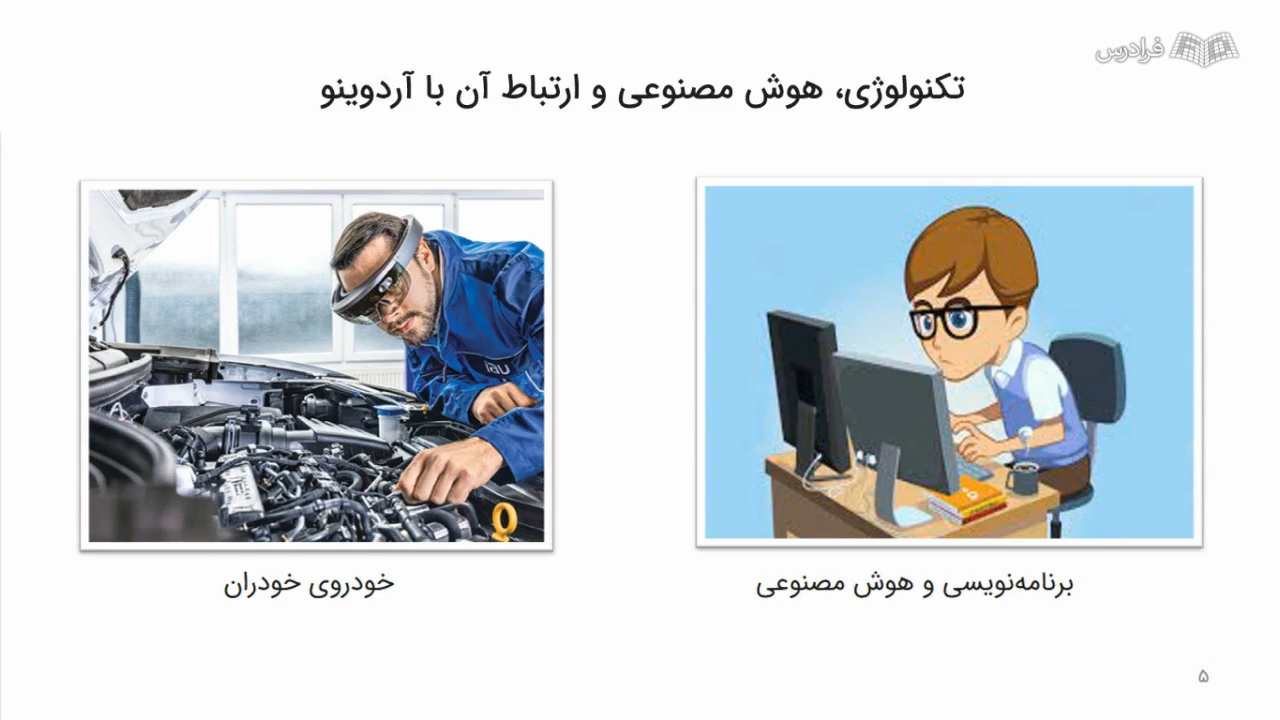 فرادرس
تکنولوژی، هوش مصنوعی و ارتباط آن با آردوینو
برنامه‌نویسی و هوش مصنوعی
خودروی خودران
۵